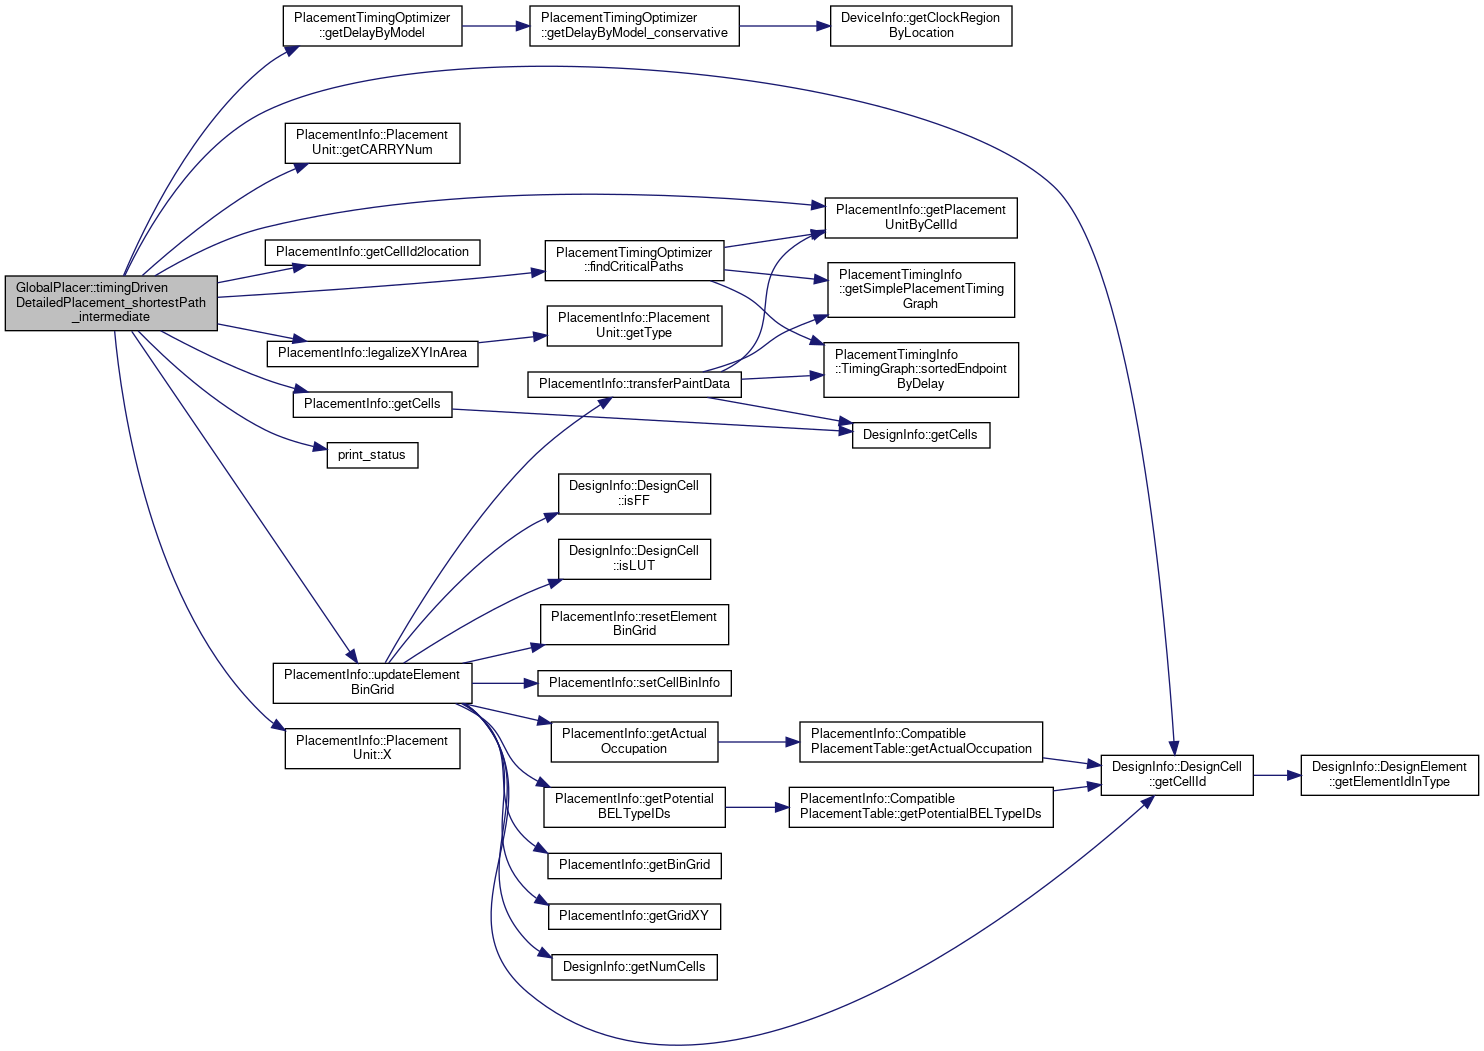 PlacementTimingOptimizer
::getDelayByModel
PlacementTimingOptimizer
::getDelayByModel_conservative
DeviceInfo::getClockRegion
ByLocation
PlacementInfo::Placement
Unit::getCARRYNum
PlacementInfo::getPlacement
UnitByCellId
PlacementInfo::getCellId2location
PlacementTimingOptimizer
::findCriticalPaths
PlacementTimingInfo
::getSimplePlacementTiming
Graph
GlobalPlacer::timingDriven
DetailedPlacement_shortestPath
_intermediate
PlacementInfo::Placement
Unit::getType
PlacementInfo::legalizeXYInArea
PlacementTimingInfo
::TimingGraph::sortedEndpoint
ByDelay
PlacementInfo::transferPaintData
PlacementInfo::getCells
DesignInfo::getCells
print_status
DesignInfo::DesignCell
::isFF
DesignInfo::DesignCell
::isLUT
PlacementInfo::resetElement
BinGrid
PlacementInfo::updateElement
BinGrid
PlacementInfo::setCellBinInfo
PlacementInfo::Placement
Unit::X
PlacementInfo::getActual
Occupation
PlacementInfo::Compatible
PlacementTable::getActualOccupation
DesignInfo::DesignCell
::getCellId
DesignInfo::DesignElement
::getElementIdInType
PlacementInfo::getPotential
BELTypeIDs
PlacementInfo::Compatible
PlacementTable::getPotentialBELTypeIDs
PlacementInfo::getBinGrid
PlacementInfo::getGridXY
DesignInfo::getNumCells